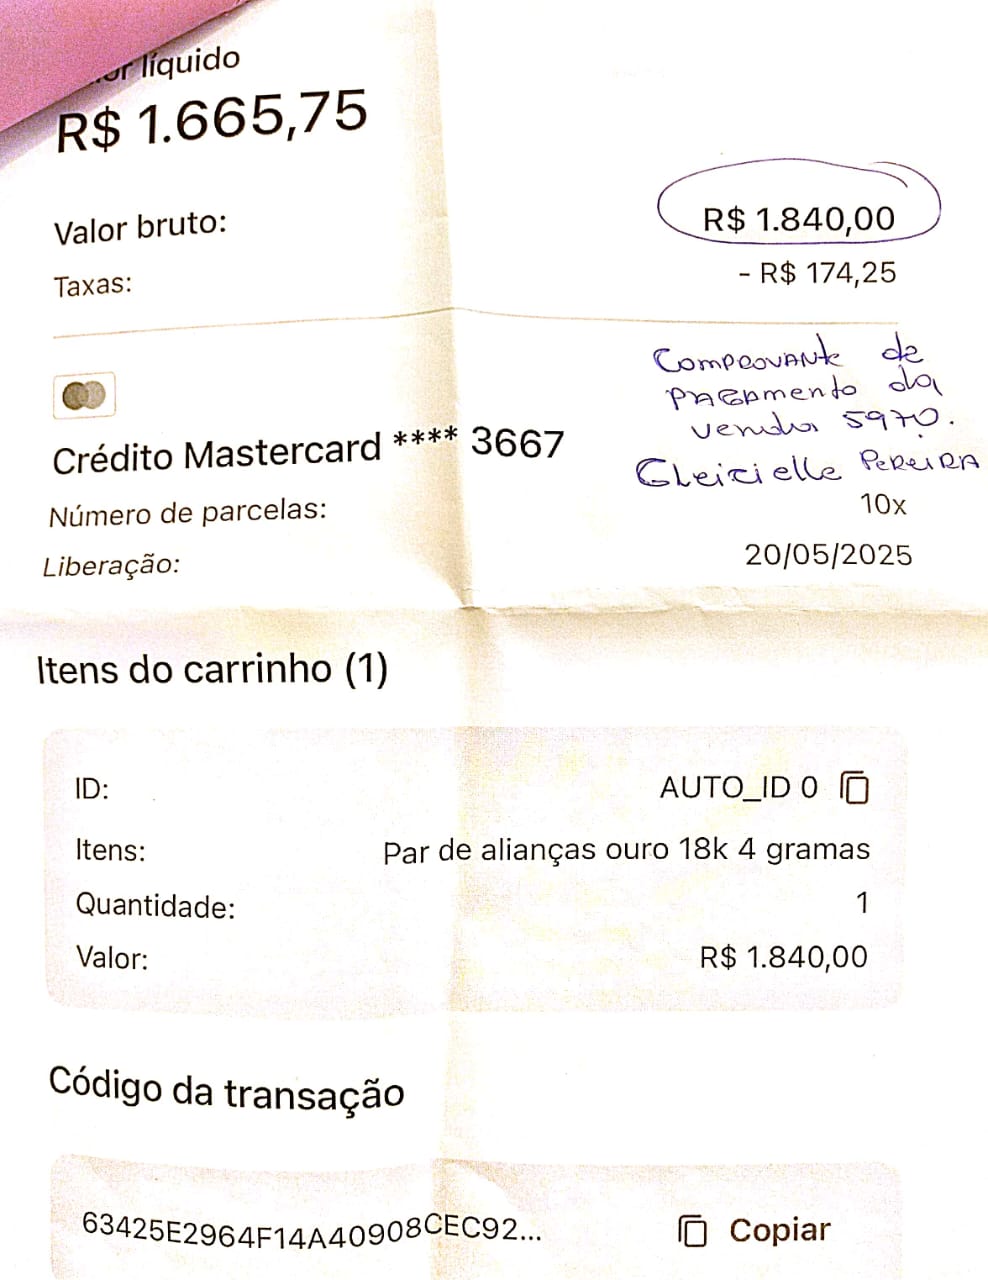 líquido
R$ 1.665,75
Valor bruto: R$ 1.840,00
Taxas: - R$ 174,25
Comprovante de
pagamento da
venda 5970.
Gleicielle Pereira
Crédito Mastercard **** 3667
Número de parcelas: 10x
Liberação: 20/05/2025
Itens do carrinho (1)
ID: AUTO_ID 0
Itens: Par de alianças ouro 18k 4 gramas
Quantidade: 1
Valor: R$ 1.840,00
Código da transação
63425E2964F14A40908CEC92... Copiar